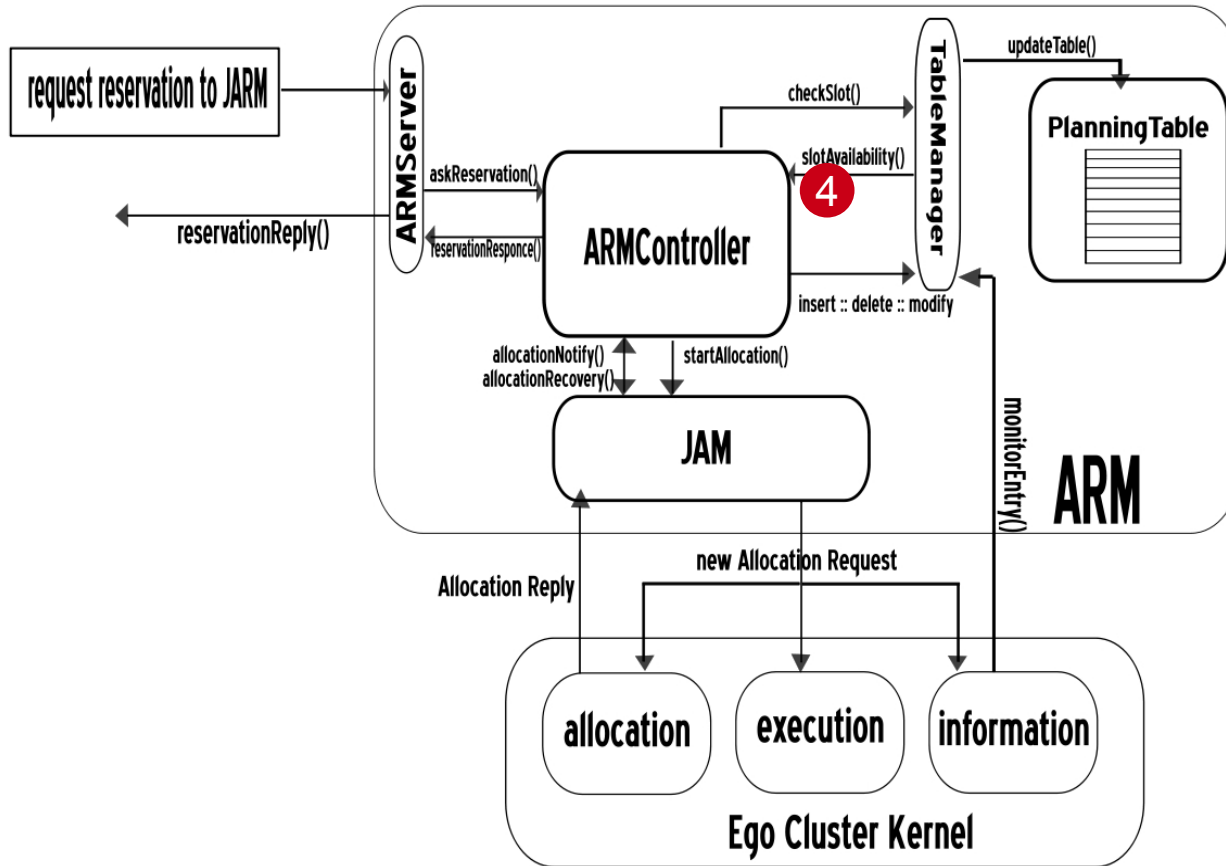 request reservation to JARM
reservationReply()
ARMServer
askReservation()
reservationResponce()
ARMController
checkSlot()
slotAvailability()
4
insert :: delete :: modify
TableManager
updateTable()
PlanningTable
allocationNotify()
allocationRecovery()
startAllocation()
JAM
monitorEntry()
ARM
Allocation Reply
new Allocation Request
allocation
execution
information
Ego Cluster Kernel